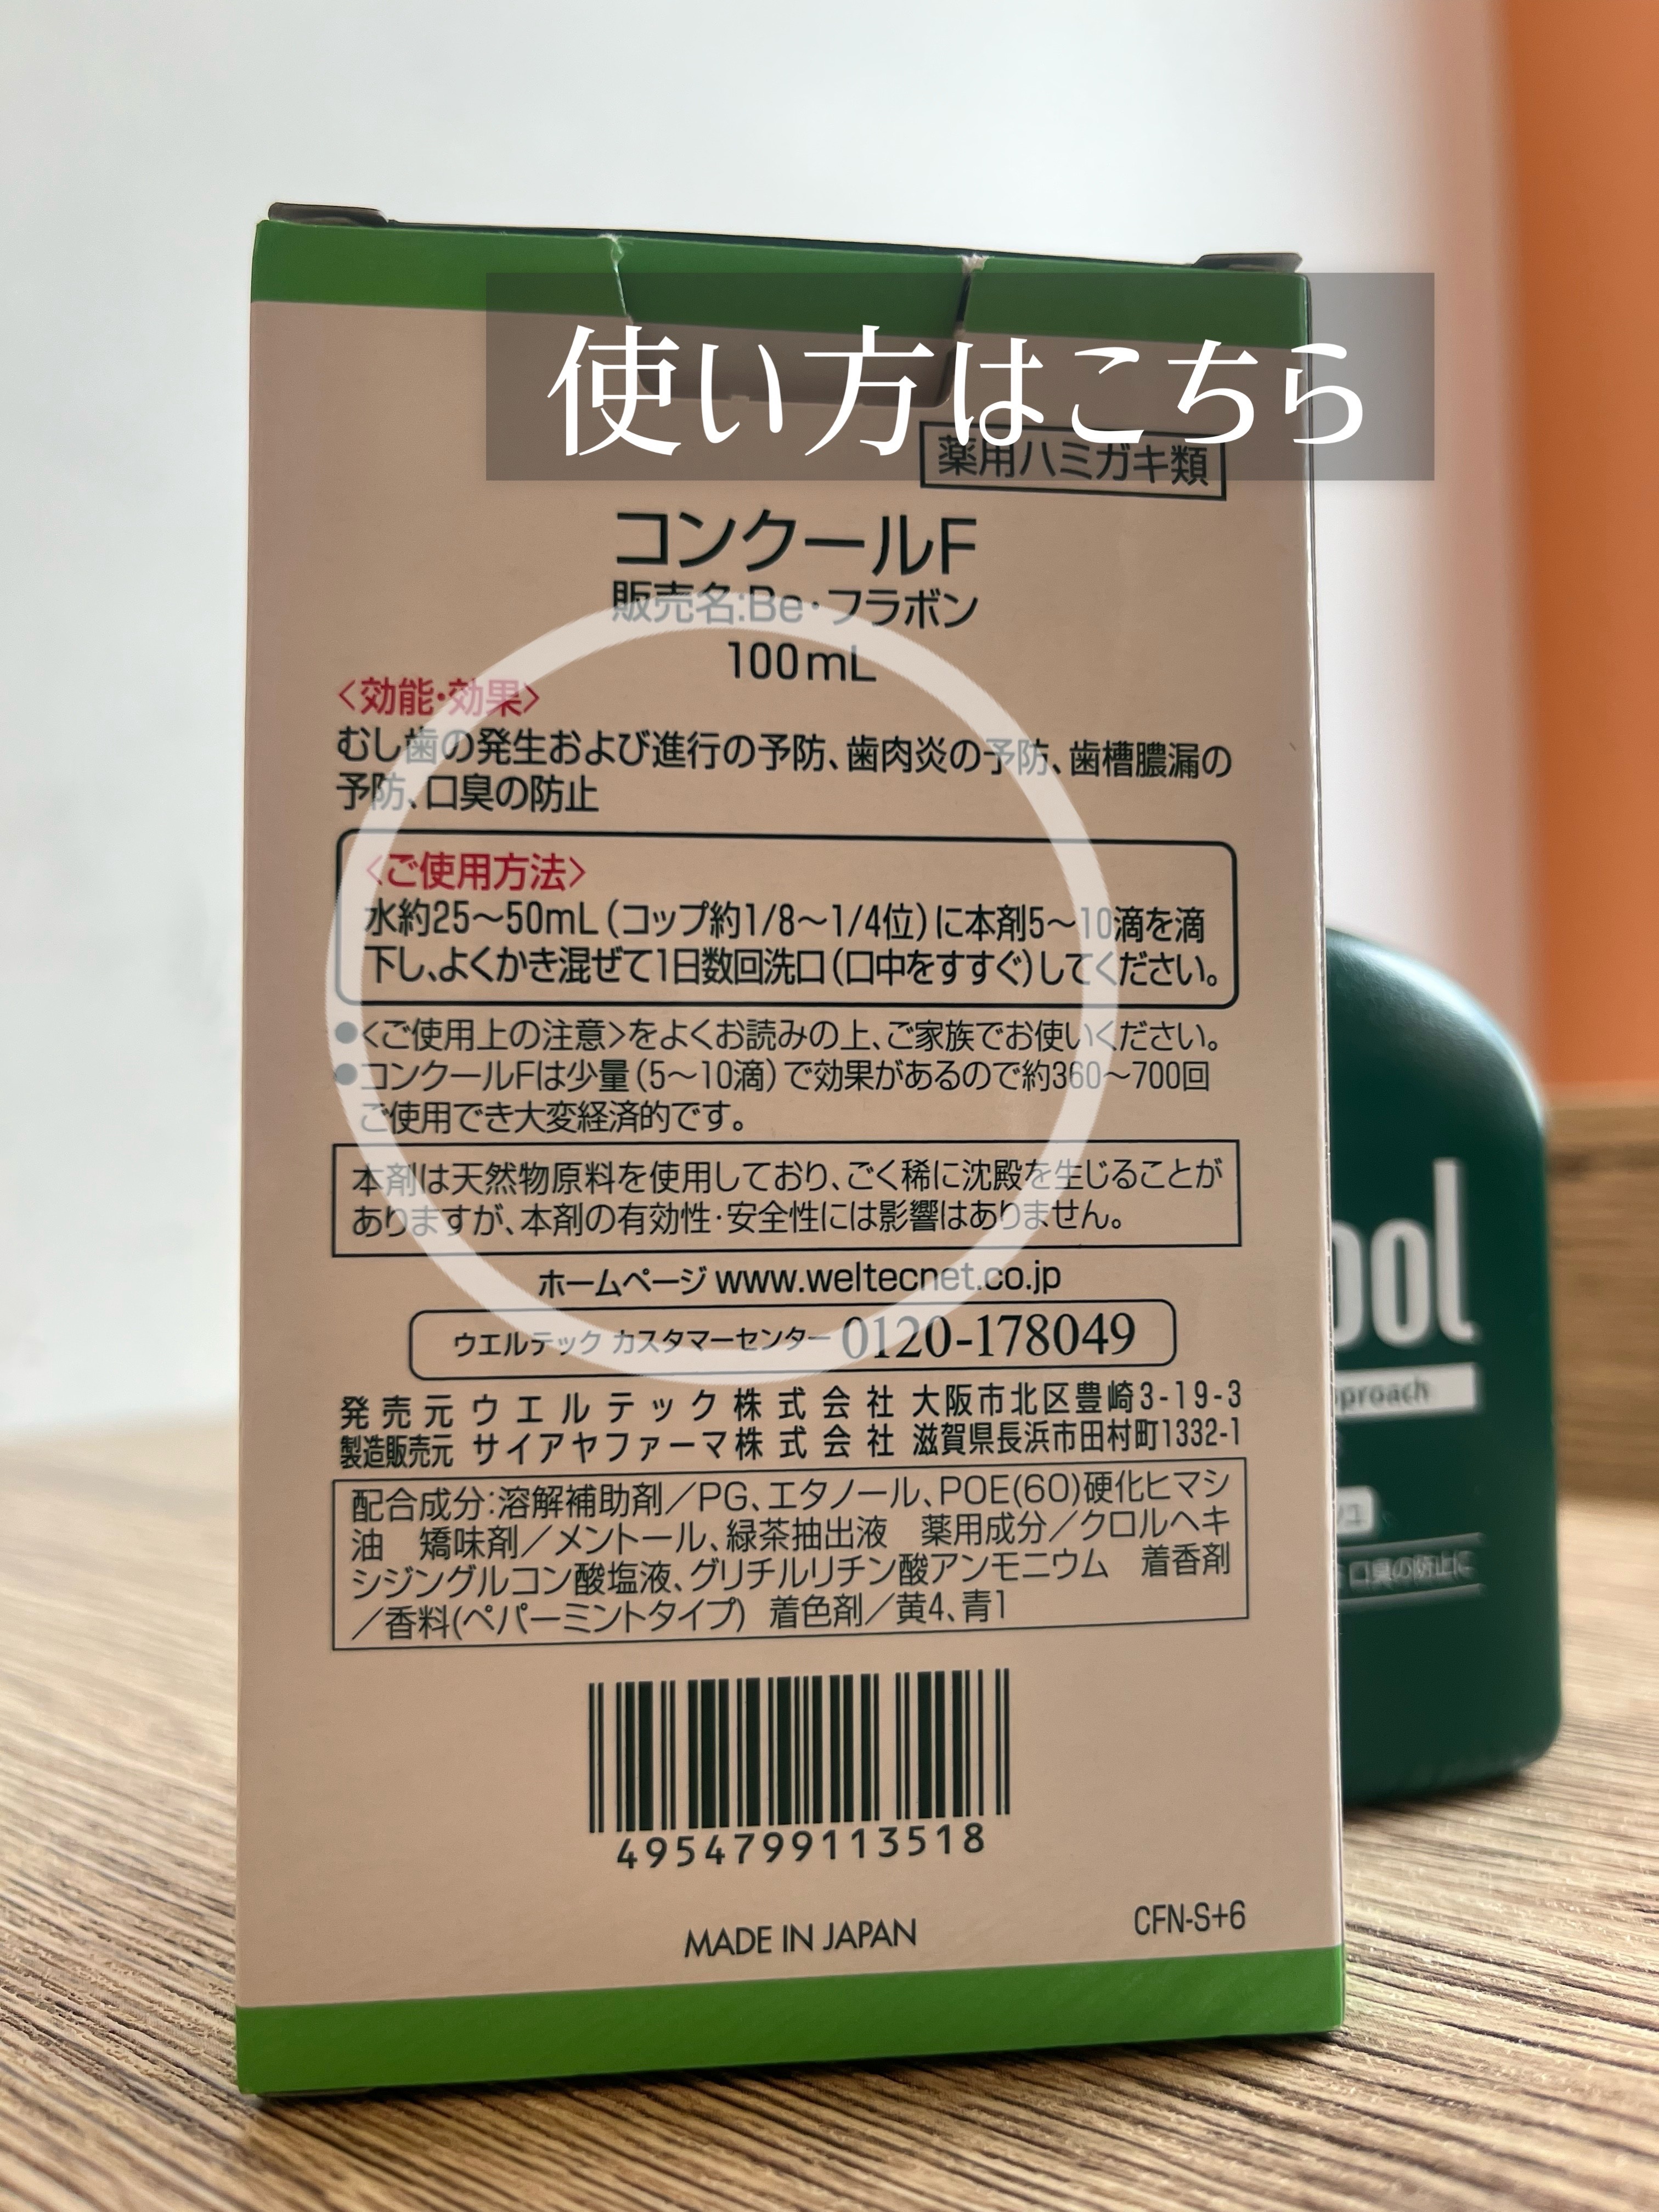 使い方はこちら
薬用ハミガキ類
コンクールF
販売名:Be・フラボン
100mL
<効能・効果>
むし歯の発生および進行の予防、歯肉炎の予防、歯槽膿漏の
予防、口臭の防止
<ご使用方法>
水約25〜50mL(コップ約1/8〜1/4位)に本剤5〜10滴を滴
下し、よくかき混ぜて1日数回洗口(口中をすすぐ)してください。
●<ご使用上の注意>をよくお読みの上、ご家族でお使いください。
●コンクールFは少量(5〜10滴)で効果があるので約360〜700回
ご使用でき大変経済的です。
本剤は天然物原料を使用しており、ごく稀に沈殿を生じることが
ありますが、本剤の有効性・安全性には影響はありません。
ホームページ www.weltecnet.co.jp
ウエルテック カスタマーセンター 0120-178049
発売元 ウエルテック株式会社 大阪市北区豊崎3-19-3
製造販売元 サイアヤファーマ株式会社 滋賀県長浜市田村町1332-1
配合成分:溶解補助剤/PG、エタノール、POE(60)硬化ヒマシ
油 矯味剤/メントール、緑茶抽出液 薬用成分/クロルヘキ
シジングルコン酸塩液、グリチルリチン酸アンモニウム 着香剤
/香料(ペパーミントタイプ) 着色剤/黄4、青1
4954799113518
MADE IN JAPAN
CFN-S+6
ool
pproach
口臭の防止に